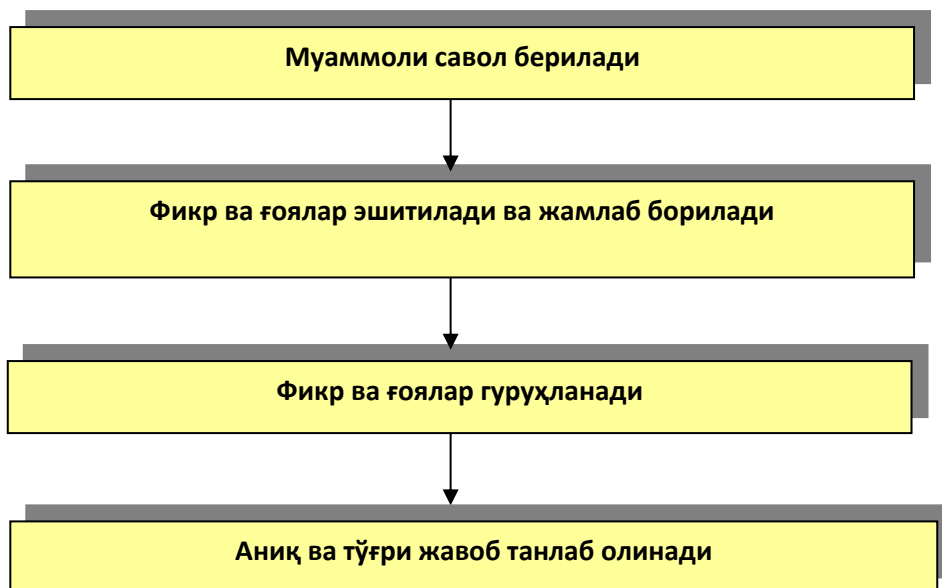 Муаммоли савол берилади
Фикр ва ғоялар эшитилади ва жамлаб борилади
Фикр ва ғоялар гуруҳланади
Аниқ ва тўғри жавоб танлаб олинади